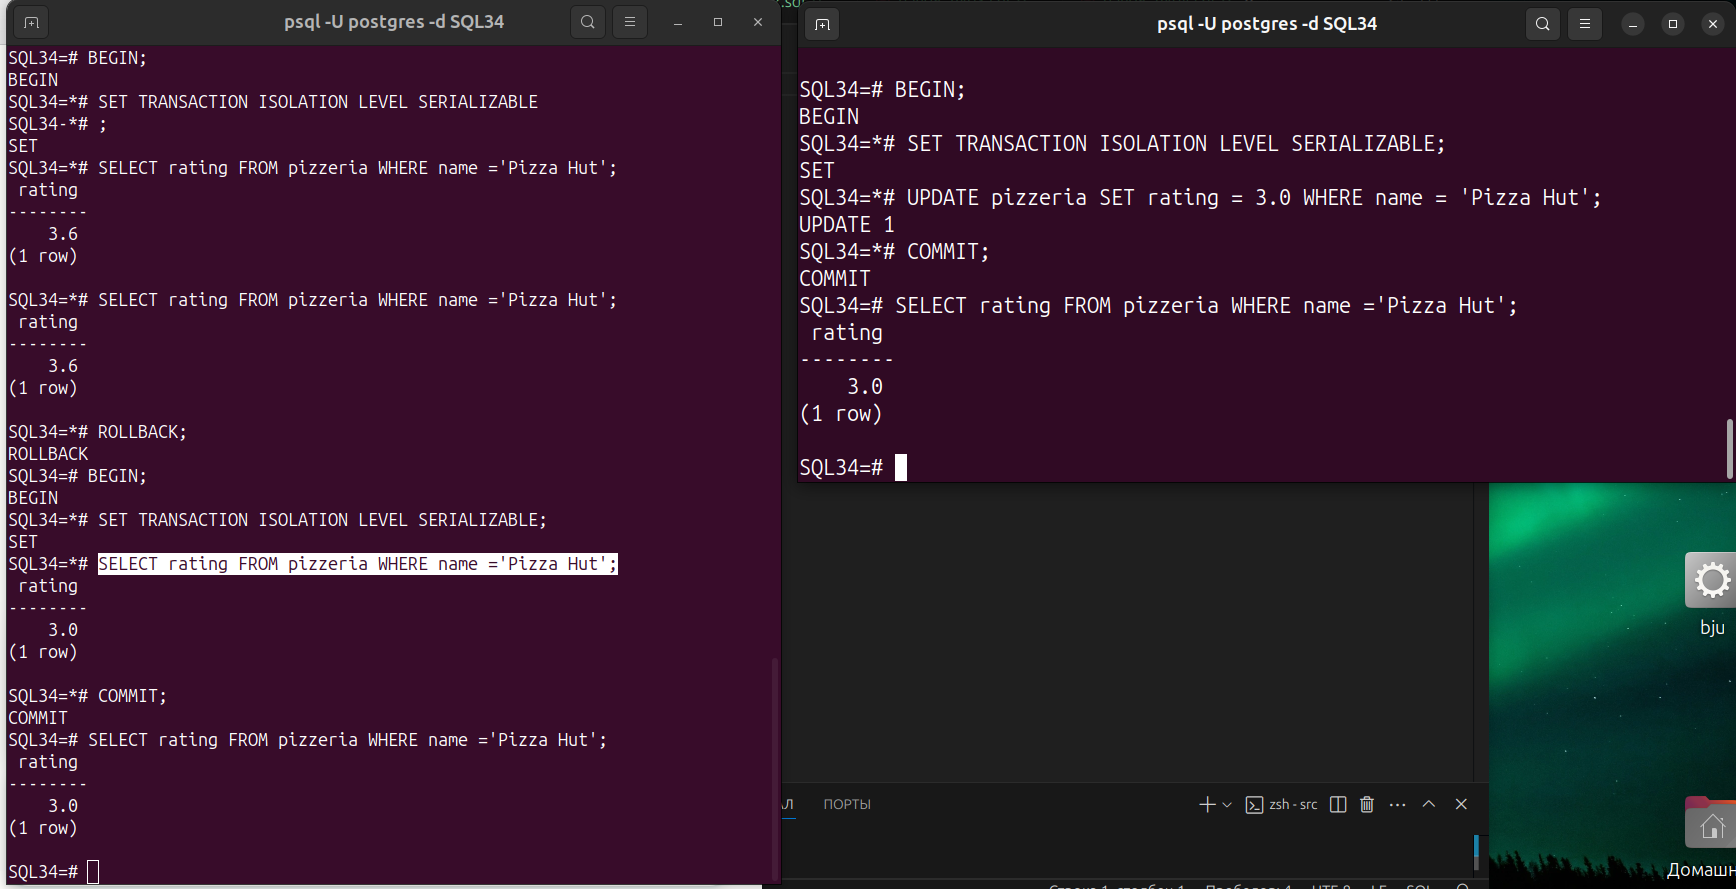 psql -U postgres -d SQL34
SQL34=# BEGIN;
BEGIN
SQL34=*# SET TRANSACTION ISOLATION LEVEL SERIALIZABLE
SQL34-*# ;
SET
SQL34=*# SELECT rating FROM pizzeria WHERE name ='Pizza Hut';
rating
--------
3.6
(1 row)
SQL34=*# SELECT rating FROM pizzeria WHERE name ='Pizza Hut';
rating
--------
3.6
(1 row)
SQL34=*# ROLLBACK;
ROLLBACK
SQL34=# BEGIN;
BEGIN
SQL34=*# SET TRANSACTION ISOLATION LEVEL SERIALIZABLE;
SET
SQL34=*# SELECT rating FROM pizzeria WHERE name ='Pizza Hut';
rating
--------
3.0
(1 row)
SQL34=*# COMMIT;
COMMIT
SQL34=# SELECT rating FROM pizzeria WHERE name ='Pizza Hut';
rating
--------
3.0
(1 row)
SQL34=#
psql -U postgres -d SQL34
SQL34=# BEGIN;
BEGIN
SQL34=*# SET TRANSACTION ISOLATION LEVEL SERIALIZABLE;
SET
SQL34=*# UPDATE pizzeria SET rating = 3.0 WHERE name = 'Pizza Hut';
UPDATE 1
SQL34=*# COMMIT;
COMMIT
SQL34=# SELECT rating FROM pizzeria WHERE name ='Pizza Hut';
rating
--------
3.0
(1 row)
SQL34=#
bju
ПОРТЫ
zsh - src
Домашн